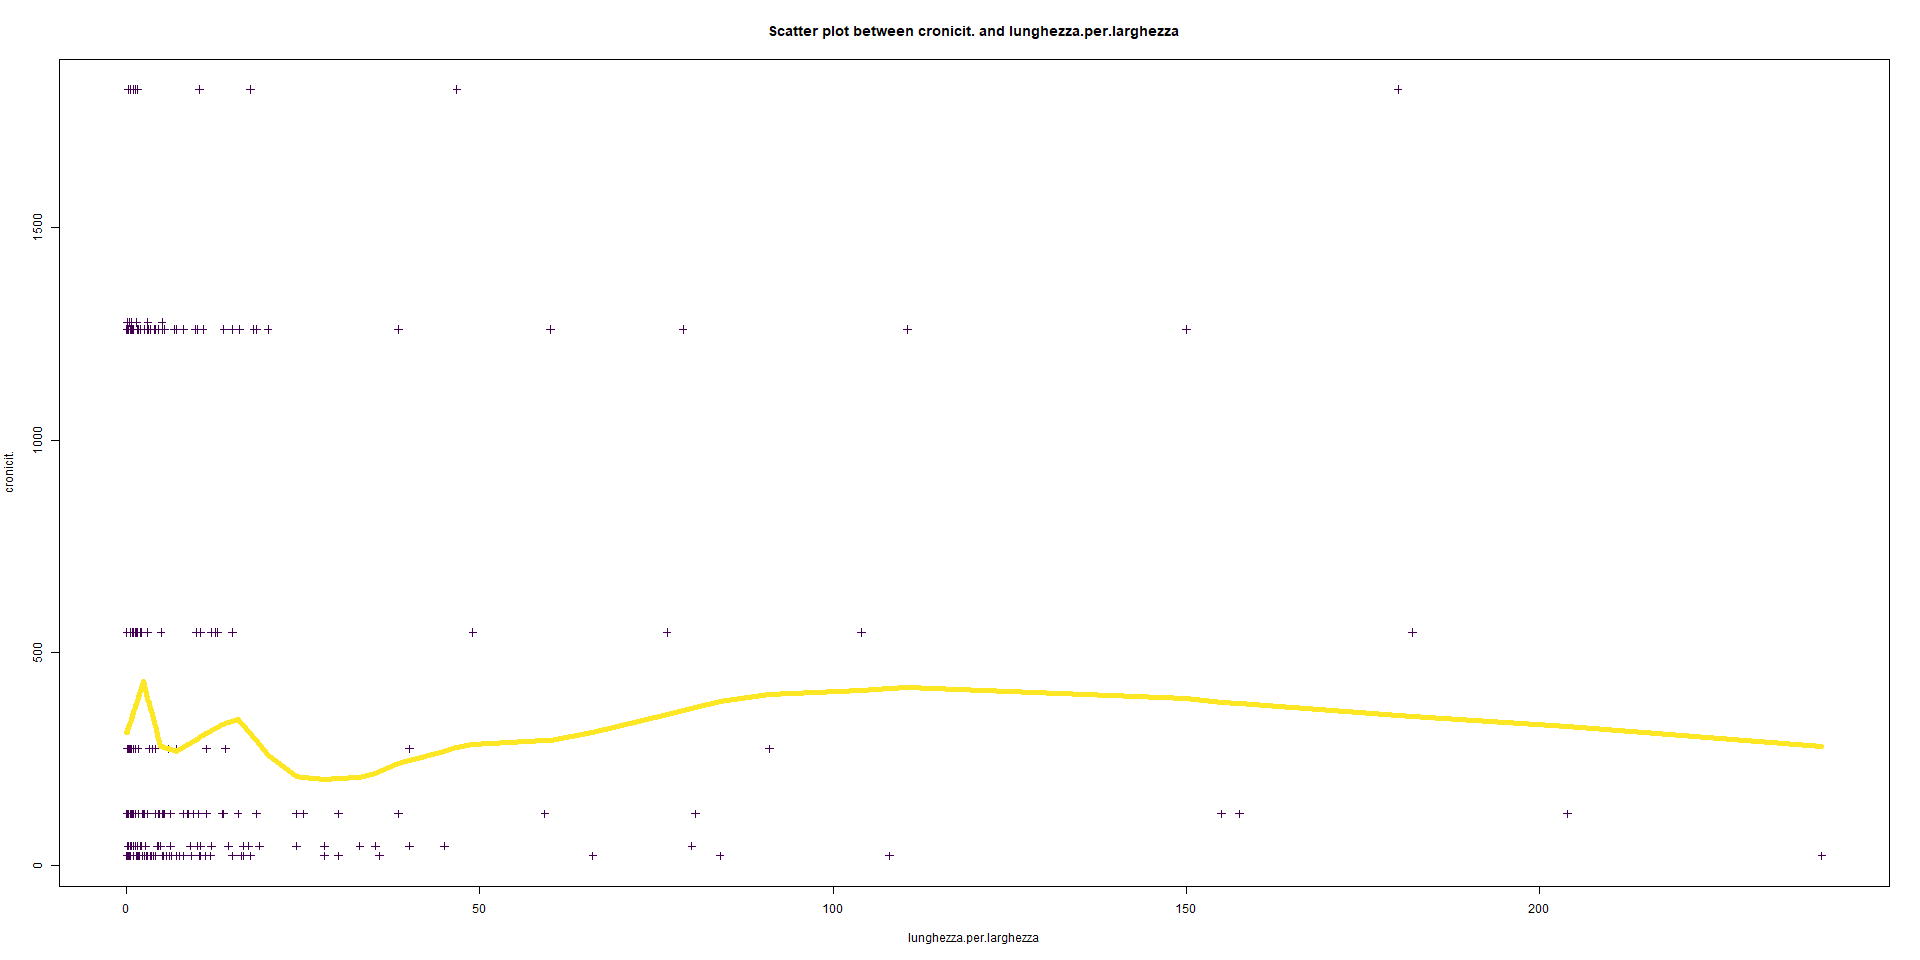 Scatter plot between cronicit. and lunghezza.per.larghezza
1500
1000
500
0
cronicit.
0 50 100 150 200
lunghezza.per.larghezza